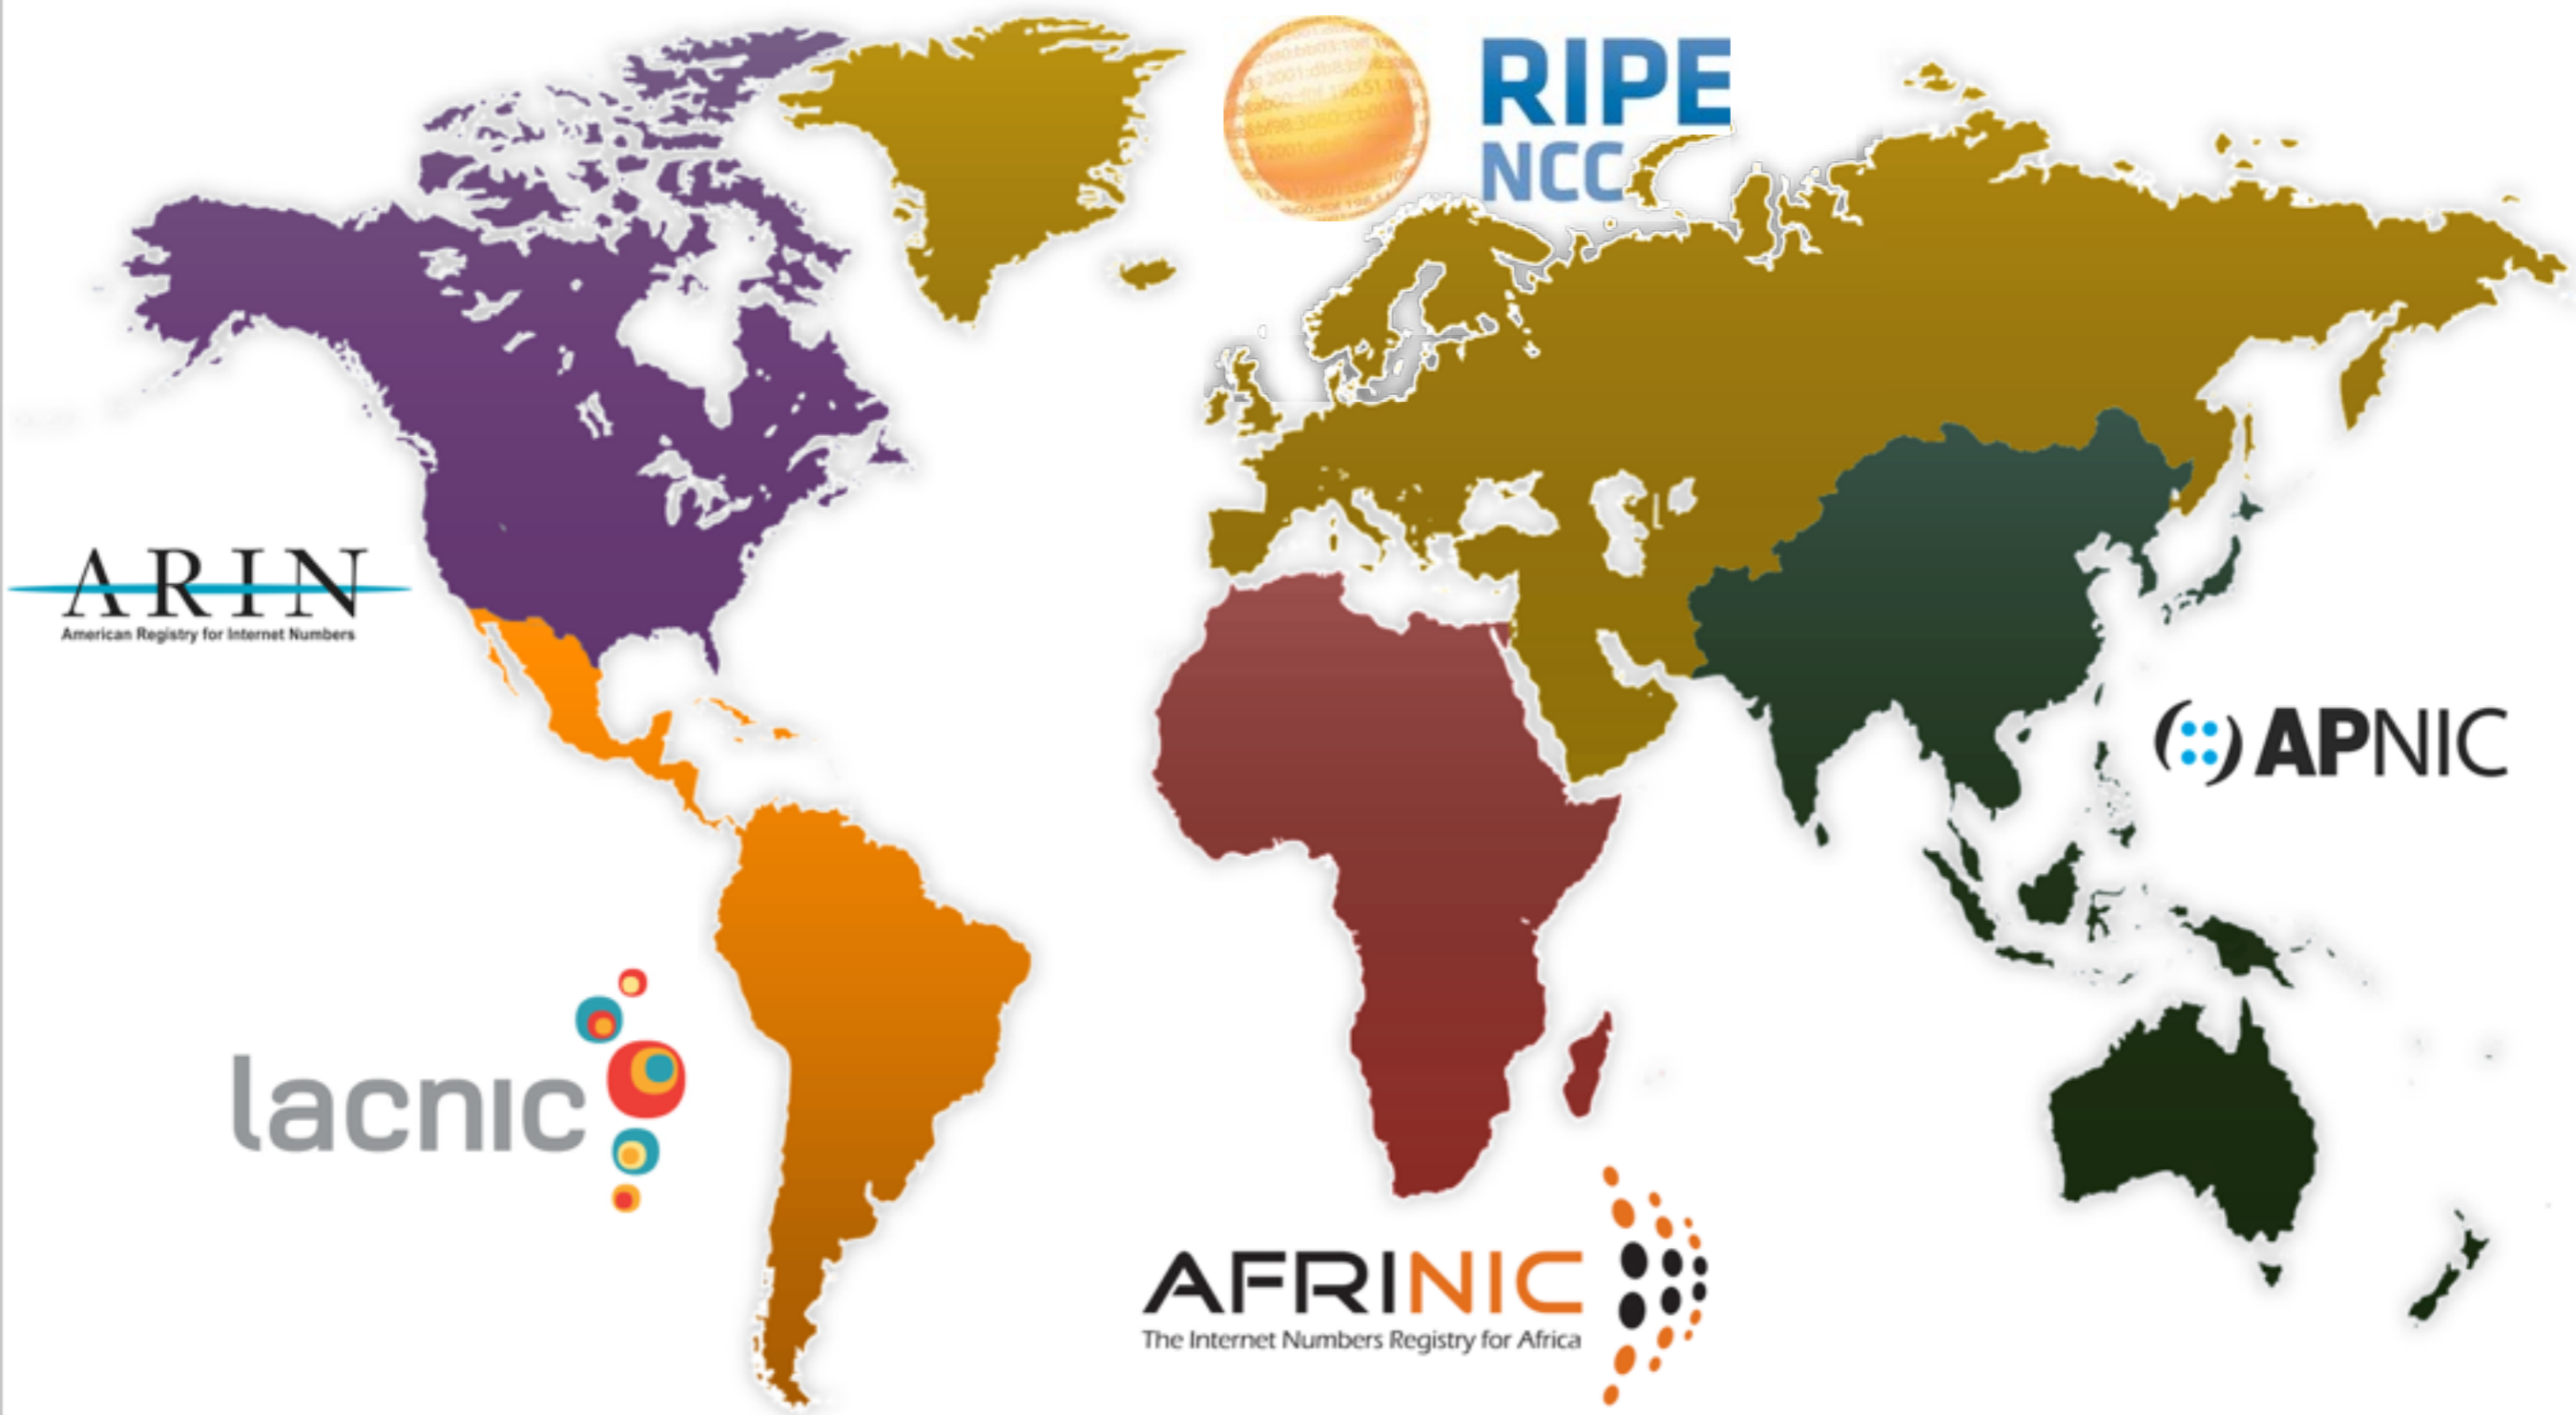 RIPE
NCC
ARIN
American Registry for Internet Numbers
APNIC
lacnic
AFRINIC
The Internet Numbers Registry for Africa